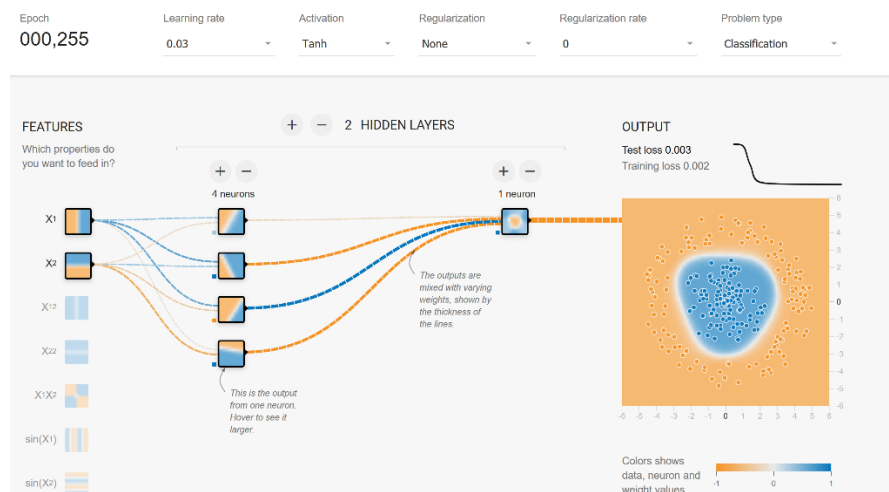 Epoch
000,255
Learning rate
0.03
Activation
Tanh
Regularization
None
Regularization rate
0
Problem type
Classification
FEATURES
Which properties do
you want to feed in?
+ − 2 HIDDEN LAYERS
+ −
4 neurons
+ −
1 neuron
OUTPUT
Test loss 0.003
Training loss 0.002
X1
X2
X12
X22
X1X2
sin(X1)
sin(X2)
The outputs are
mixed with varying
weights, shown by
the thickness of
the lines.
This is the output
from one neuron.
Hover to see it
larger.
6
5
4
3
2
1
0
-1
-2
-3
-4
-5
-6
-6 -5 -4 -3 -2 -1 0 1 2 3 4 5 6
Colors shows
data, neuron and
weight values.
-1 0 1